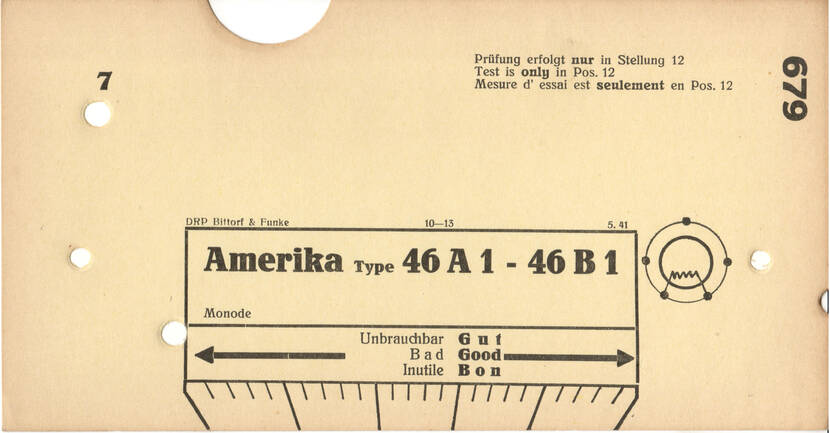 Prüfung erfolgt nur in Stellung 12
Test is only in Pos. 12
Mesure d' essai est seulement en Pos. 12
679
7
DRP Bittorf & Funke 10—13 5. 41
Amerika Type 46 A 1 - 46 B 1
Monode
Unbrauchbar Gut
Bad Good
Inutile Bon